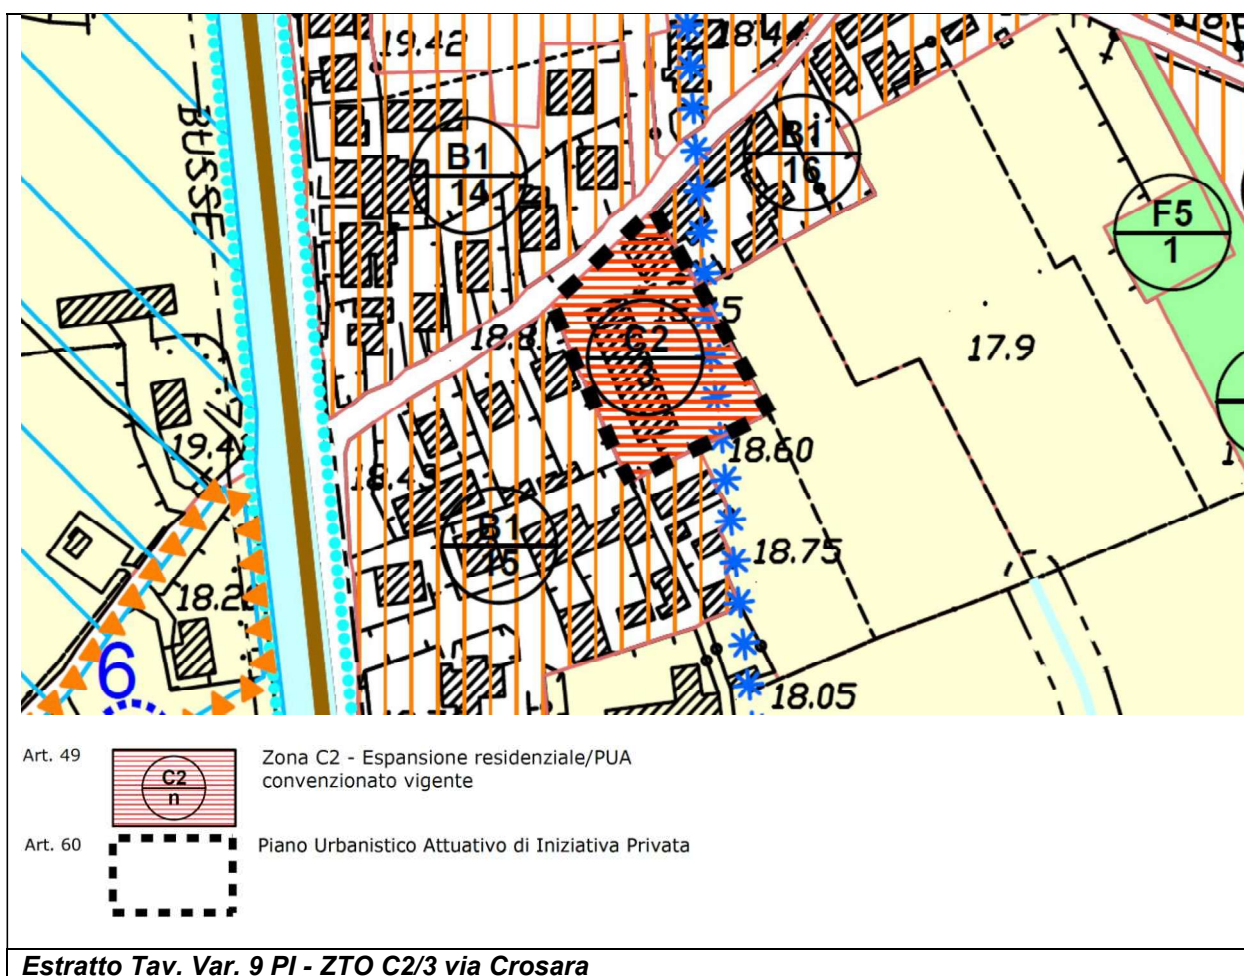 19.42
18.44
BUSSE
B1
14
B1
16
F5
1
17.9
18.8
C2
3
19.4
18.45
18.60
B1
15
18.75
18.2
6
18.05
Art. 49
C2
n
Zona C2 - Espansione residenziale/PUA
convenzionato vigente
Art. 60
Piano Urbanistico Attuativo di Iniziativa Privata
Estratto Tav. Var. 9 PI - ZTO C2/3 via Crosara